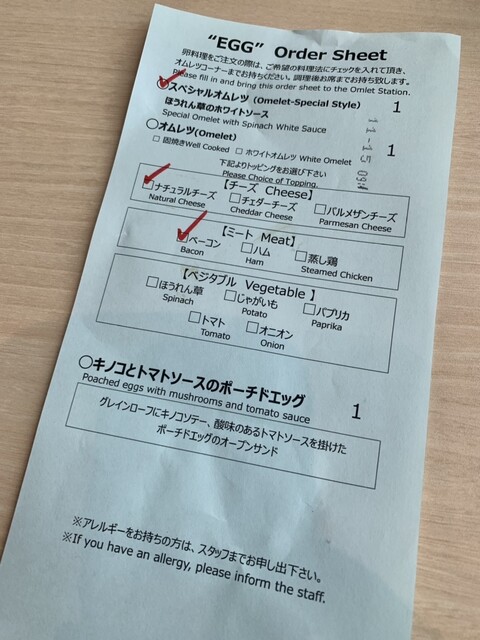 “EGG” Order Sheet
卵料理をご注文の際は、ご希望の料理法にチェックを入れて頂き、
オムレツコーナーまでお持ちください。調理後お席までお持ち致します。
Please fill in and bring this order sheet to the Omlet Station.
〇スペシャルオムレツ (Omelet-Special Style) 1
ほうれん草のホワイトソース
Special Omelet with Spinach White Sauce
〇オムレツ(Omelet) 1
□ 固焼きWell Cooked □ ホワイトオムレツ White Omelet
下記よりトッピングをお選び下さい
Please Choice of Topping.
11-15
【チーズ Cheese】
□ナチュラルチーズ □チェダーチーズ □パルメザンチーズ
Natural Cheese Cheddar Cheese Parmesan Cheese
【ミート Meat】
□ベーコン □ハム □蒸し鶏
Bacon Ham Steamed Chicken
【ベジタブル Vegetable 】
□ほうれん草 □じゃがいも □パプリカ
Spinach Potato Paprika
□トマト □オニオン
Tomato Onion
〇キノコとトマトソースのポーチドエッグ
Poached eggs with mushrooms and tomato sauce 1
グレインローフにキノコソテー、酸味のあるトマトソースを掛けた
ポーチドエッグのオープンサンド
※アレルギーをお持ちの方は、スタッフまでお申し出下さい。
※If you have an allergy, please inform the staff.